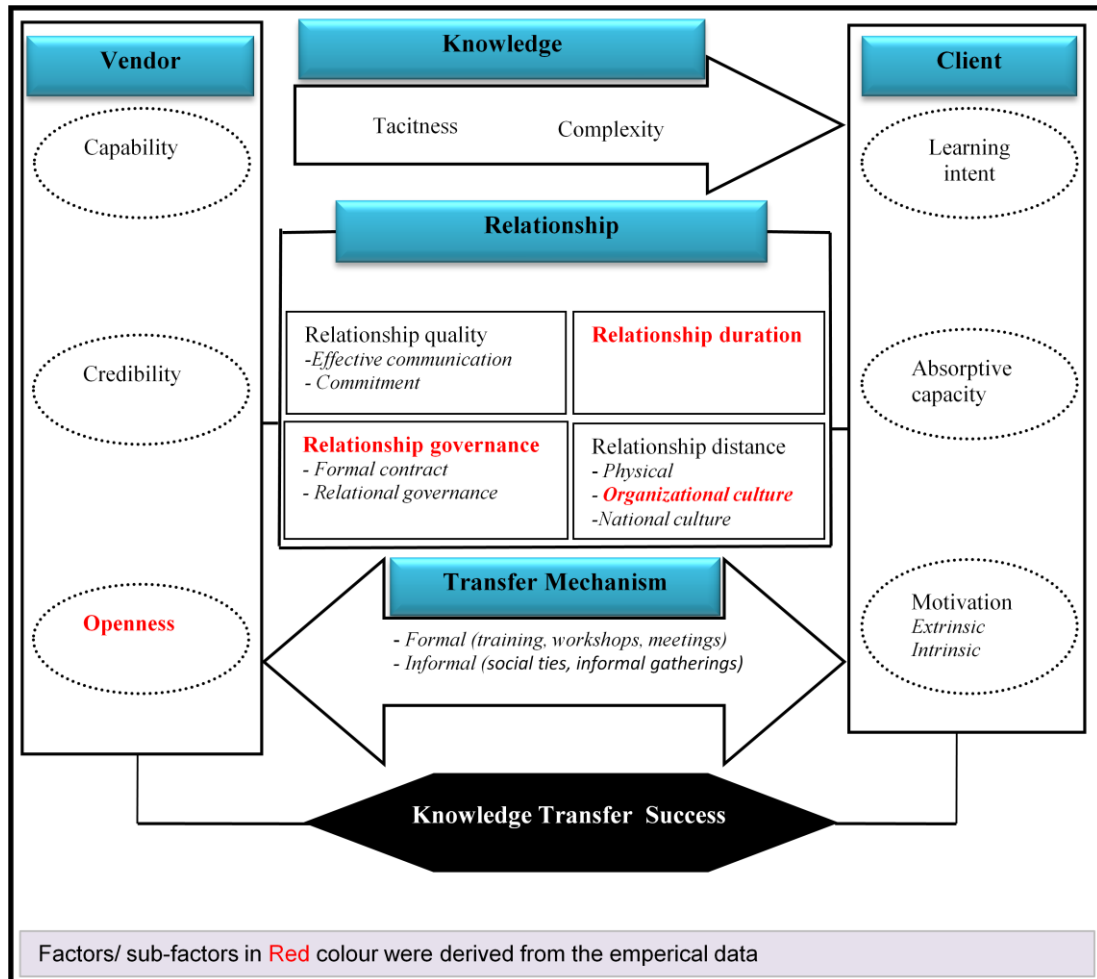 Vendor
Capability
Credibility
Openness
Knowledge
Tacitness
Complexity
Relationship
Relationship quality
-Effective communication
- Commitment
Relationship duration
Relationship governance
- Formal contract
- Relational governance
Relationship distance
- Physical
- Organizational culture
-National culture
Transfer Mechanism
- Formal (training, workshops, meetings)
- Informal (social ties, informal gatherings)
Client
Learning
intent
Absorptive
capacity
Motivation
Extrinsic
Intrinsic
Knowledge Transfer Success
Factors/ sub-factors in Red colour were derived from the emperical data